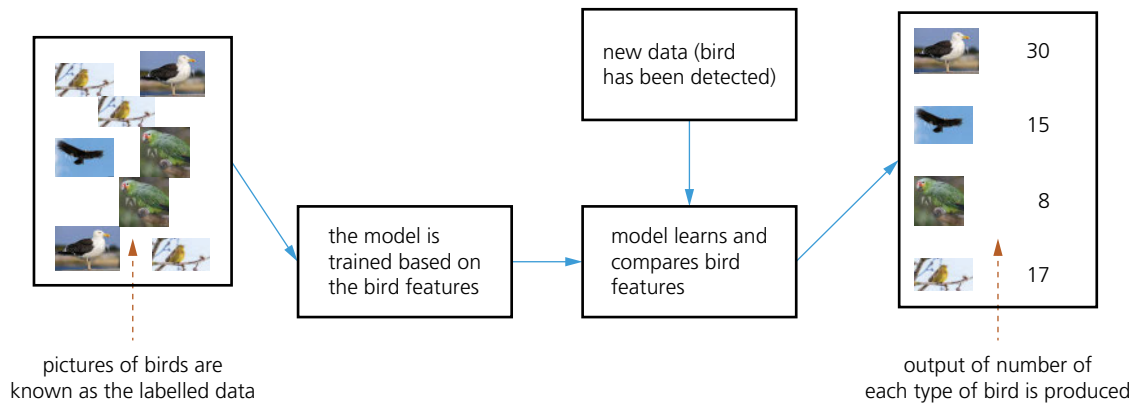 pictures of birds are
known as the labelled data
the model is
trained based on
the bird features
new data (bird
has been detected)
model learns and
compares bird
features
30
15
8
17
output of number of
each type of bird is produced